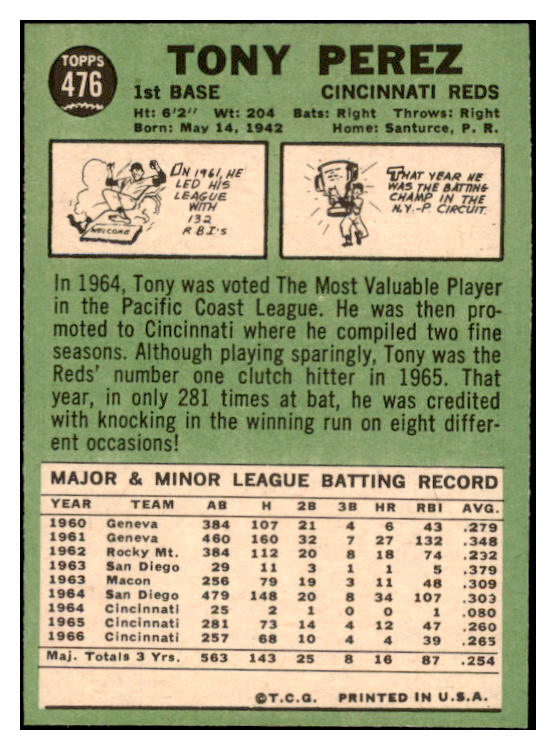 TOPPS
476
TONY PEREZ
1st BASE CINCINNATI REDS
Ht: 6'2" Wt: 204 Bats: Right Throws: Right
Born: May 14, 1942 Home: Santurce, P. R.
IN 1961, HE
LED HIS
LEAGUE
WITH
132
RBI'S
WELCOME
THAT YEAR HE
WAS THE BATTING
CHAMP IN THE
N.Y.-P. CIRCUIT.
In 1964, Tony was voted The Most Valuable Player
in the Pacific Coast League. He was then pro-
moted to Cincinnati where he compiled two fine
seasons. Although playing sparingly, Tony was the
Reds' number one clutch hitter in 1965. That
year, in only 281 times at bat, he was credited
with knocking in the winning run on eight differ-
ent occasions!
MAJOR & MINOR LEAGUE BATTING RECORD
YEAR TEAM AB H 2B 3B HR RBI AVG.
1960 Geneva 384 107 21 4 6 43 .279
1961 Geneva 460 160 32 7 27 132 .348
1962 Rocky Mt. 384 112 20 8 18 74 .232
1963 San Diego 29 11 3 1 1 5 .379
1963 Macon 256 79 19 3 11 48 .309
1964 San Diego 479 148 20 8 34 107 .303
1964 Cincinnati 25 2 1 0 0 1 .080
1965 Cincinnati 281 73 14 4 12 47 .260
1966 Cincinnati 257 68 10 4 4 39 .265
Maj. Totals 3 Yrs. 563 143 25 8 16 87 .254
©T.C.G. PRINTED IN U.S.A.